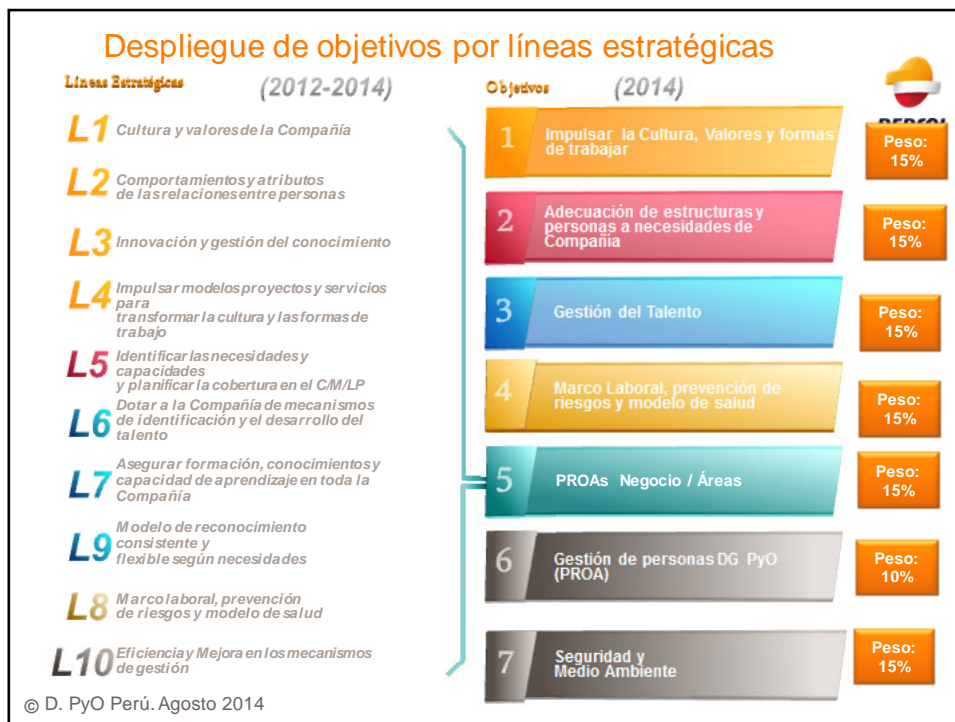 Despliegue de objetivos por líneas estratégicas
Líneas Estratégicas
(2012-2014)
L1 Cultura y valores de la Compañía
L2 Comportamientos y atributos
de las relaciones entre personas
L3 Innovación y gestión del conocimiento
L4 Impulsar modelos proyectos y servicios
para
transformar la cultura y las formas de
trabajo
L5 Identificar las necesidades y
capacidades
y planificar la cobertura en el C/M/LP
L6 Dotar a la Compañía de mecanismos
de identificación y el desarrollo del
talento
L7 Asegurar formación, conocimientos y
capacidad de aprendizaje en toda la
Compañía
L9 Modelo de reconocimiento
consistente y
flexible según necesidades
L8 Marco laboral, prevención
de riesgos y modelo de salud
L10 Eficiencia y Mejora en los mecanismos
de gestión
Objetivos
(2014)
REPSOL
1 Impulsar la Cultura, Valores y formas
de trabajar
Peso:
15%
2 Adecuación de estructuras y
personas a necesidades de
Compañía
Peso:
15%
3 Gestión del Talento
Peso:
15%
4 Marco Laboral, prevención de
riesgos y modelo de salud
Peso:
15%
5 PROAs Negocio / Áreas
Peso:
15%
6 Gestión de personas DG PyO
(PROA)
Peso:
10%
7 Seguridad y
Medio Ambiente
Peso:
15%
© D. PyO Perú. Agosto 2014